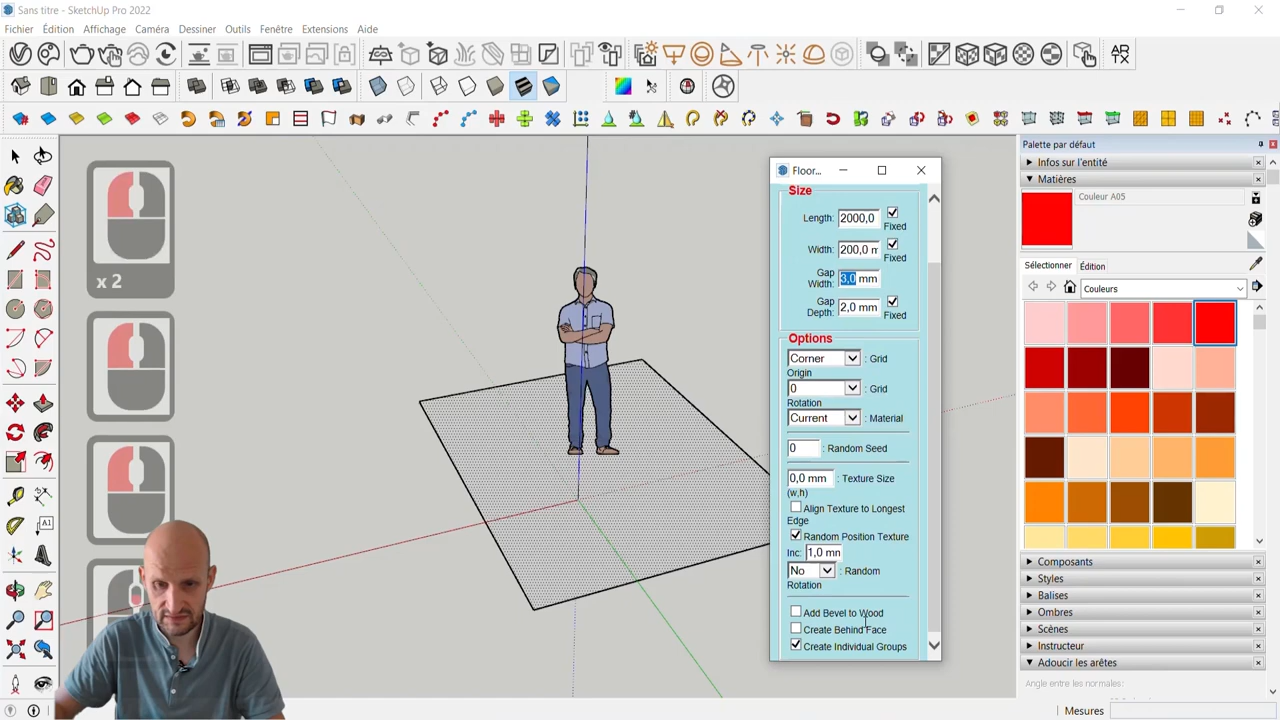 Sans titre - SketchUp Pro 2022
Fichier Édition Affichage Caméra Dessiner Outils Fenêtre Extensions Aide
AR
TX
x 2
A1
Floor...
Size
Length: 2000,0
Fixed
Width: 200,0 m
Fixed
Gap
Width: 3,0 mm
Gap
Depth: 2,0 mm
Fixed
Options
Corner : Grid
Origin
0 : Grid
Rotation
Current : Material
0 : Random Seed
0,0 mm : Texture Size
(w,h)
Align Texture to Longest
Edge
Random Position Texture
Inc: 1,0 mn
No : Random
Rotation
Add Bevel to Wood
Create Behind Face
Create Individual Groups
Palette par défaut
Infos sur l'entité
Matières
Couleur A05
Sélectionner Édition
Couleurs
Composants
Styles
Balises
Ombres
Scènes
Instructeur
Adoucir les arêtes
Angle entre les normales:
Mesures